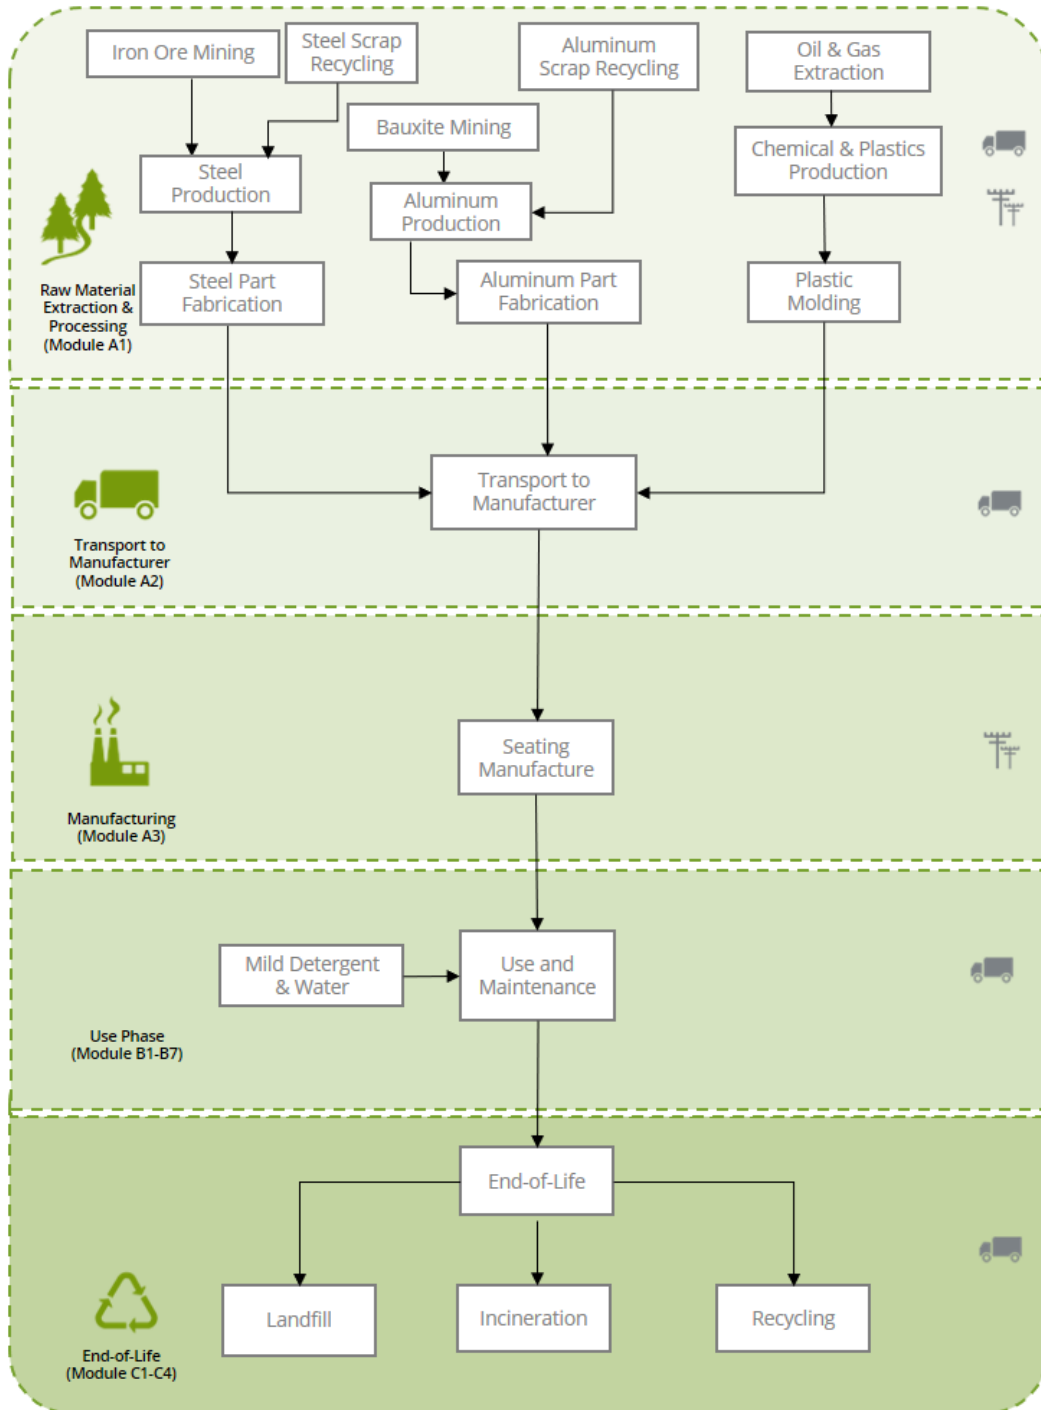 Iron Ore Mining
Steel Scrap
Recycling
Aluminum
Scrap Recycling
Oil & Gas
Extraction
Bauxite Mining
Chemical & Plastics
Production
Steel
Production
Aluminum
Production
Steel Part
Fabrication
Aluminum Part
Fabrication
Plastic
Molding
Raw Material
Extraction &
Processing
(Module A1)
Transport to
Manufacturer
Transport to
Manufacturer
(Module A2)
Seating
Manufacture
Manufacturing
(Module A3)
Mild Detergent
& Water
Use and
Maintenance
Use Phase
(Module B1-B7)
End-of-Life
Landfill
Incineration
Recycling
End-of-Life
(Module C1-C4)